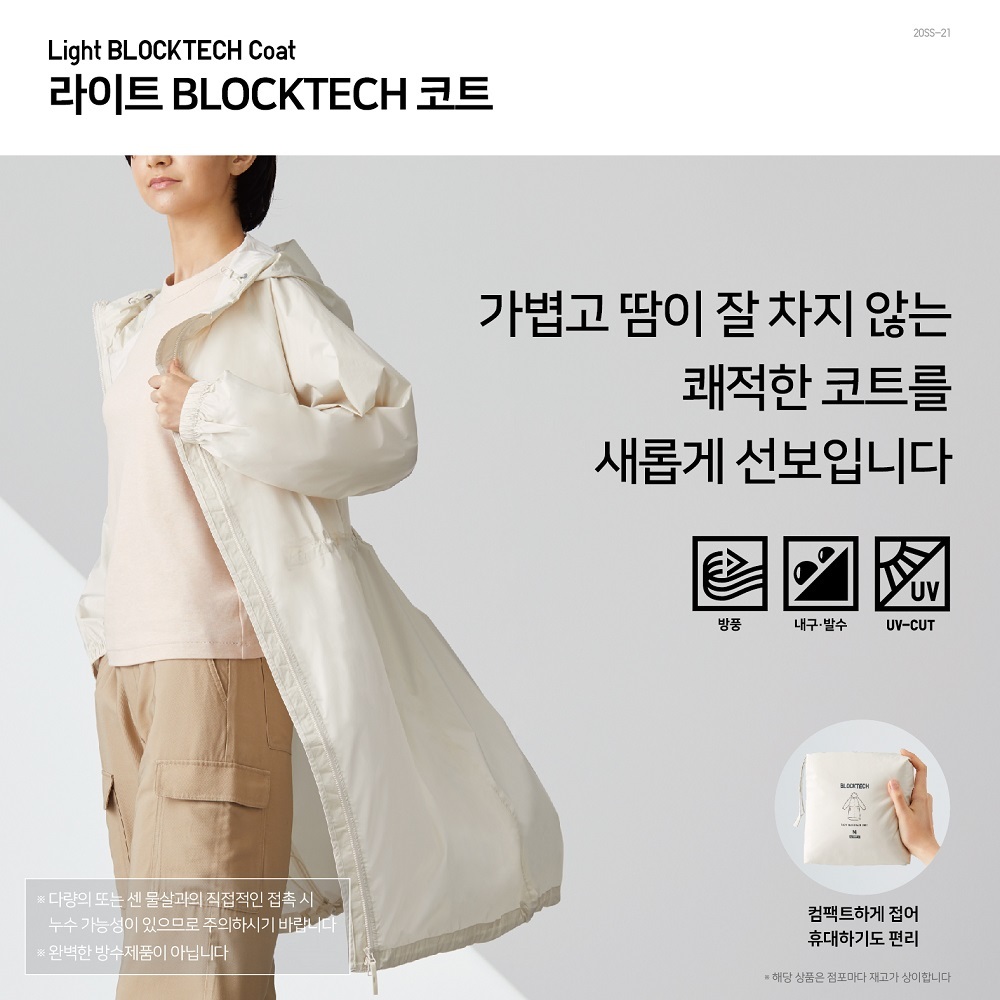 20SS-21
Light BLOCKTECH Coat
라이트 BLOCKTECH 코트
가볍고 땀이 잘 차지 않는
쾌적한 코트를
새롭게 선보입니다
방풍
내구·발수
UV
UV-CUT
BLOCKTECH
M
컴팩트하게 접어
휴대하기도 편리
※ 다량의 또는 센 물살과의 직접적인 접촉 시
누수 가능성이 있으므로 주의하시기 바랍니다
※ 완벽한 방수제품이 아닙니다
※ 해당 상품은 점포마다 재고가 상이합니다